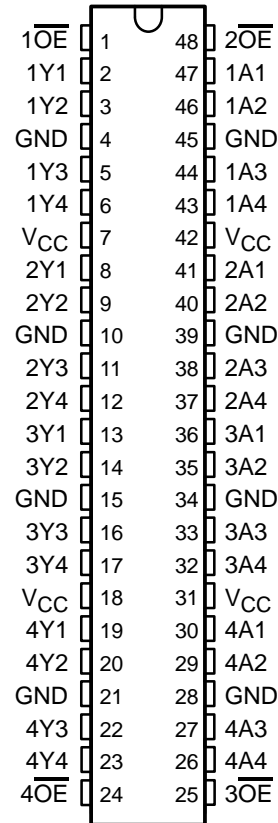 1O̅E̅ 1 48 2O̅E̅
1Y1 2 47 1A1
1Y2 3 46 1A2
GND 4 45 GND
1Y3 5 44 1A3
1Y4 6 43 1A4
VCC 7 42 VCC
2Y1 8 41 2A1
2Y2 9 40 2A2
GND 10 39 GND
2Y3 11 38 2A3
2Y4 12 37 2A4
3Y1 13 36 3A1
3Y2 14 35 3A2
GND 15 34 GND
3Y3 16 33 3A3
3Y4 17 32 3A4
VCC 18 31 VCC
4Y1 19 30 4A1
4Y2 20 29 4A2
GND 21 28 GND
4Y3 22 27 4A3
4Y4 23 26 4A4
4O̅E̅ 24 25 3O̅E̅